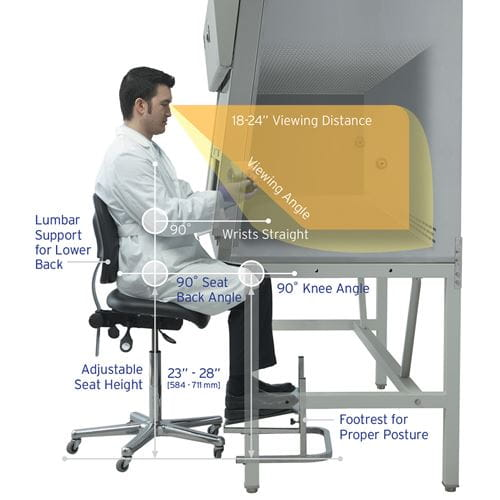 18-24” Viewing Distance
Viewing Angle
90°
Wrists Straight
Lumbar
Support
for Lower
Back
90° Seat
Back Angle
90° Knee Angle
Adjustable
Seat Height
23” - 28”
[584 - 711 mm]
Footrest for
Proper Posture